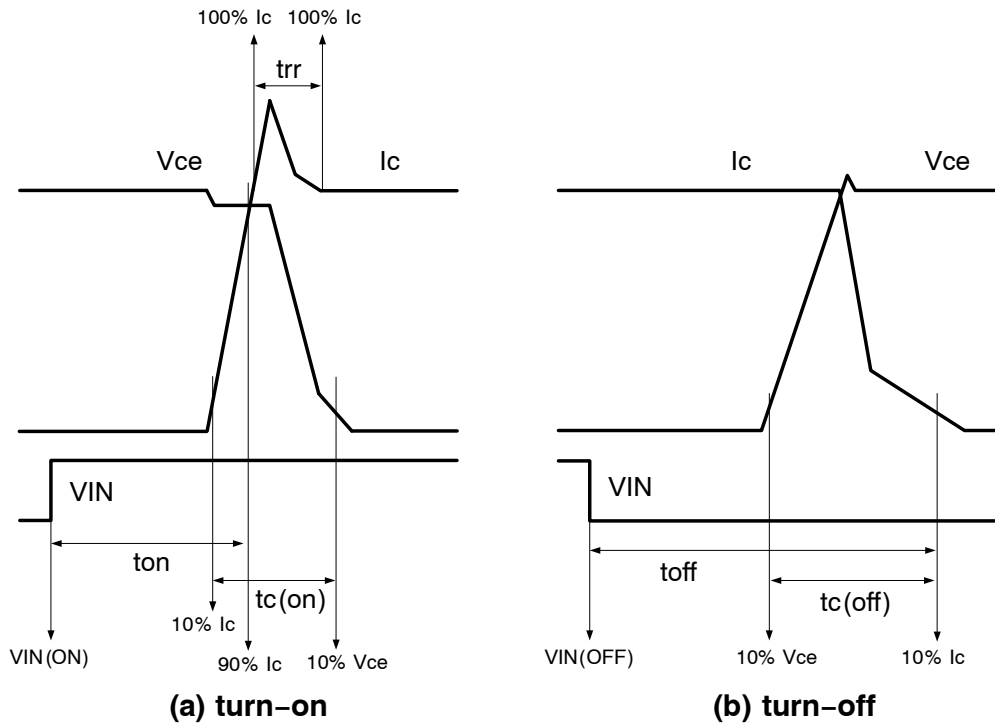 100% Ic 100% Ic
trr
Vce Ic
VIN
ton
tc(on)
10% Ic
VIN(ON) 90% Ic 10% Vce
(a) turn−on
Ic Vce
VIN
toff
tc(off)
VIN(OFF) 10% Vce 10% Ic
(b) turn−off